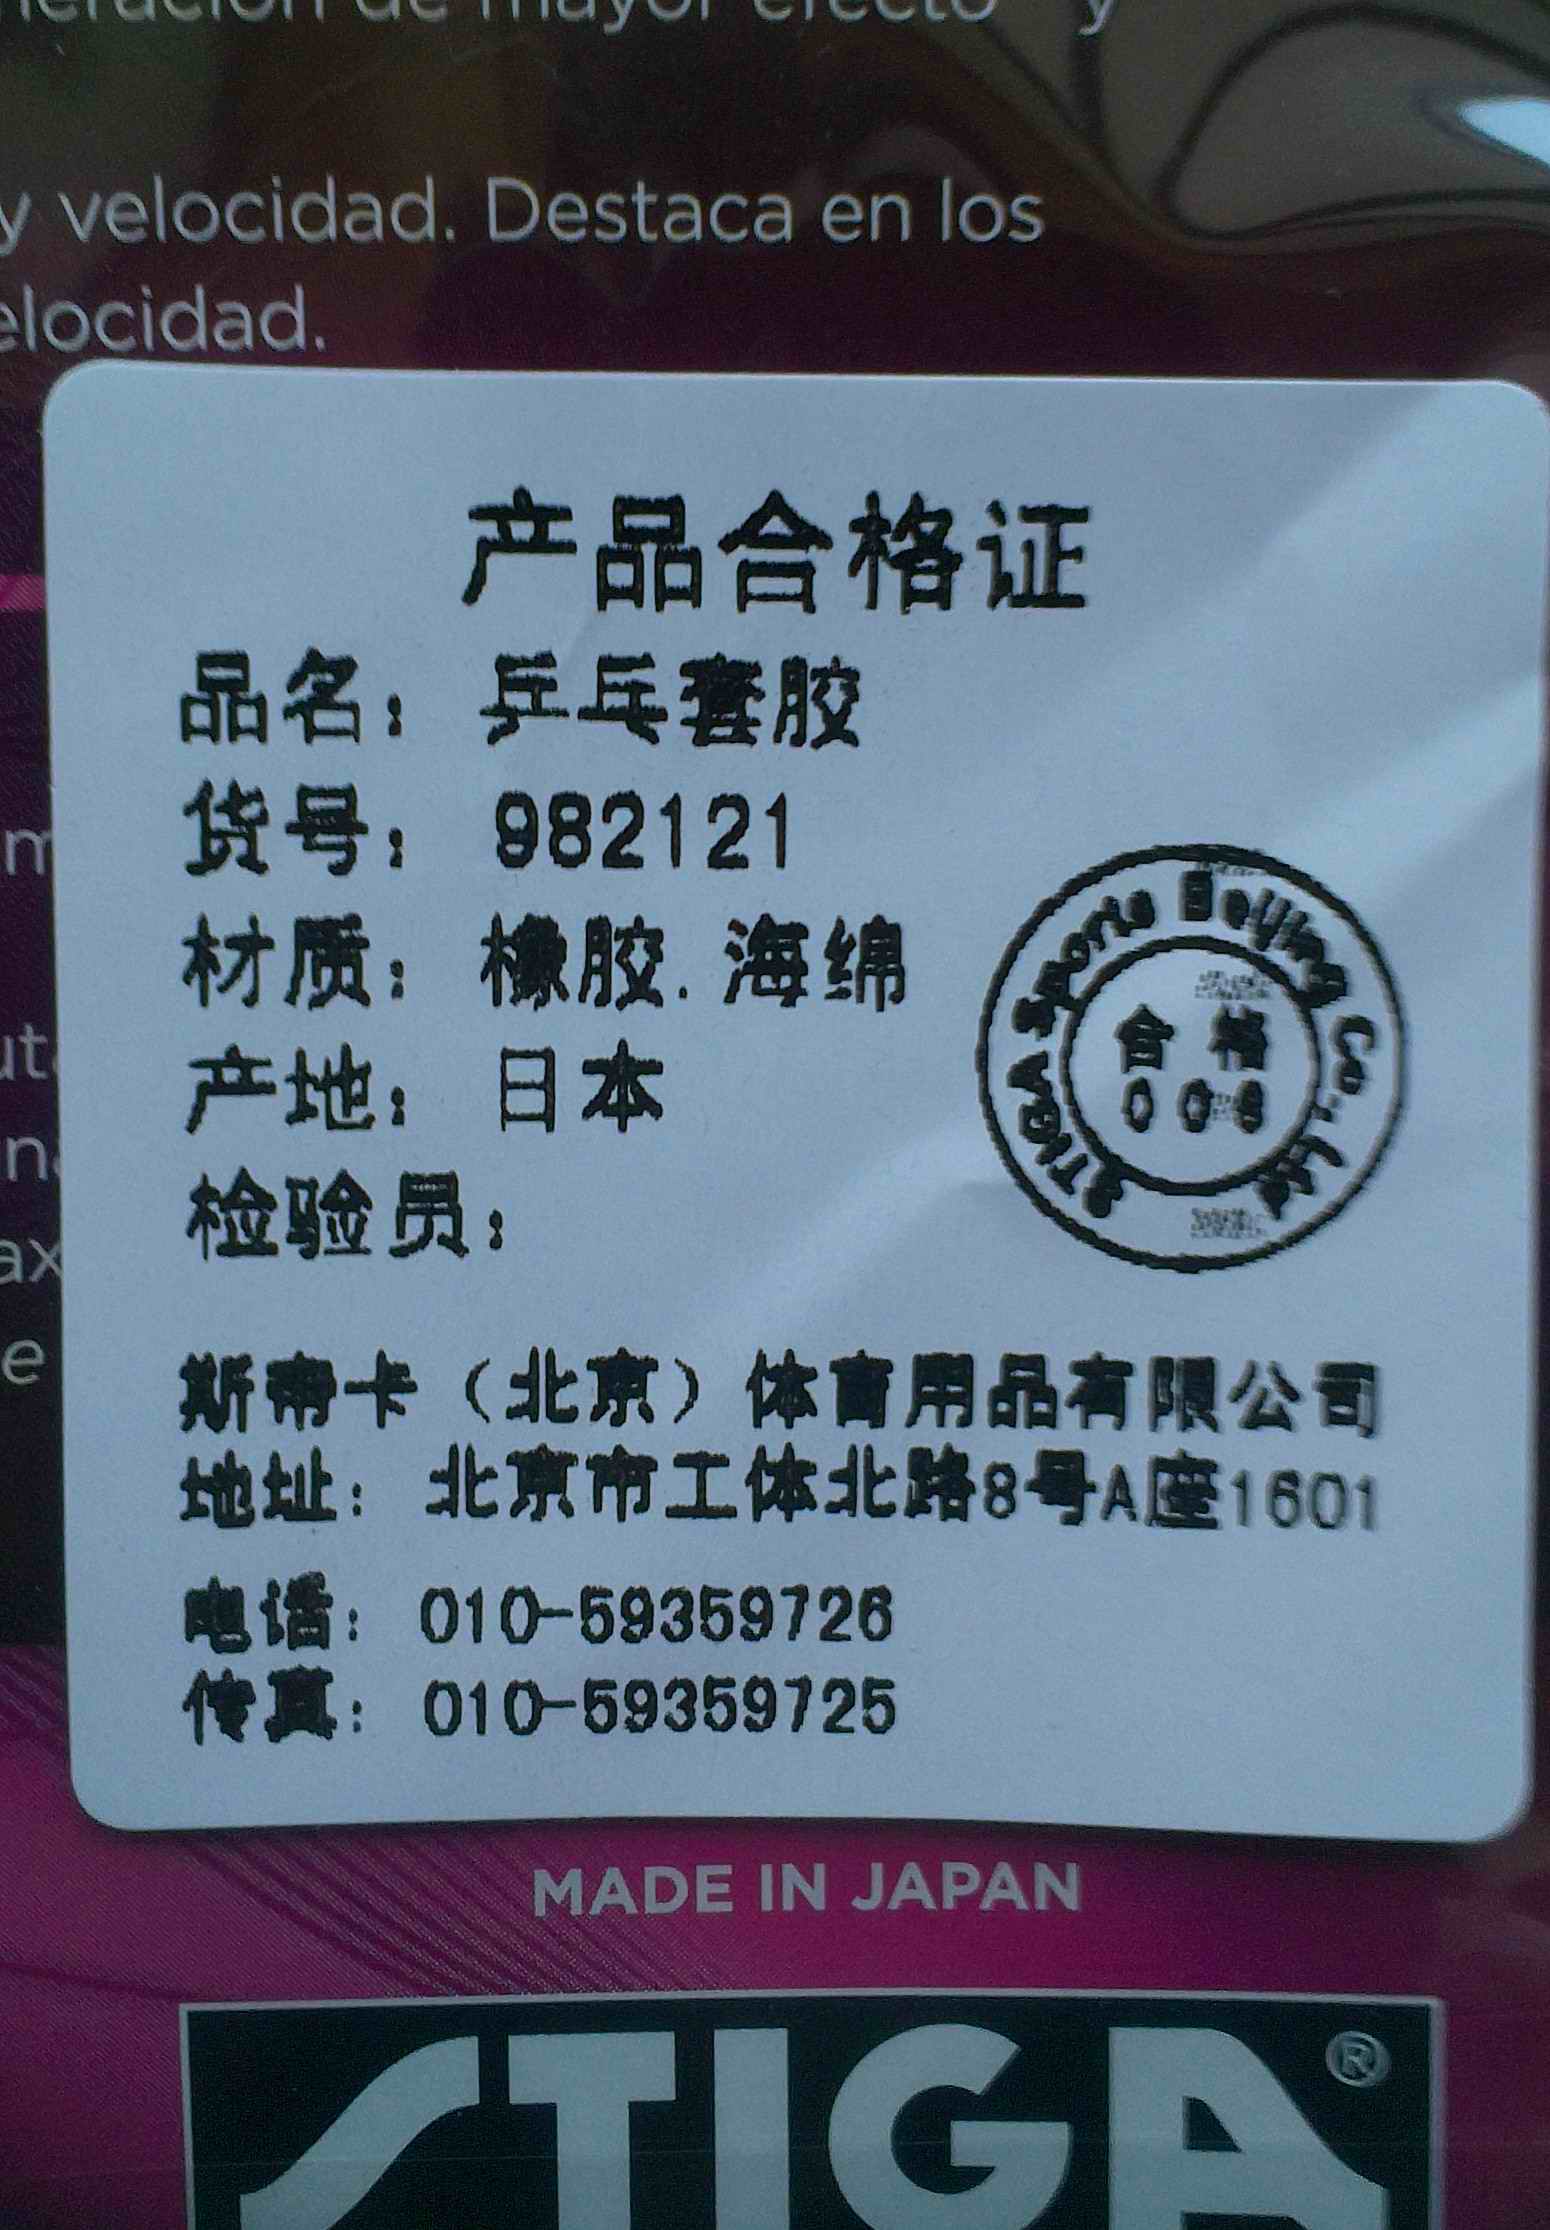 neración de mayor efecto y
y velocidad. Destaca en los
elocidad.
产品合格证
品名：乒乓套胶
货号：982121
材质：橡胶.海绵
产地：日本
检验员：
STIGA Sports Beijing Co., Ltd
合格
斯帝卡（北京）体育用品有限公司
地址：北京市工体北路8号A座1601
电话：010-59359726
传真：010-59359725
MADE IN JAPAN
STIGA®